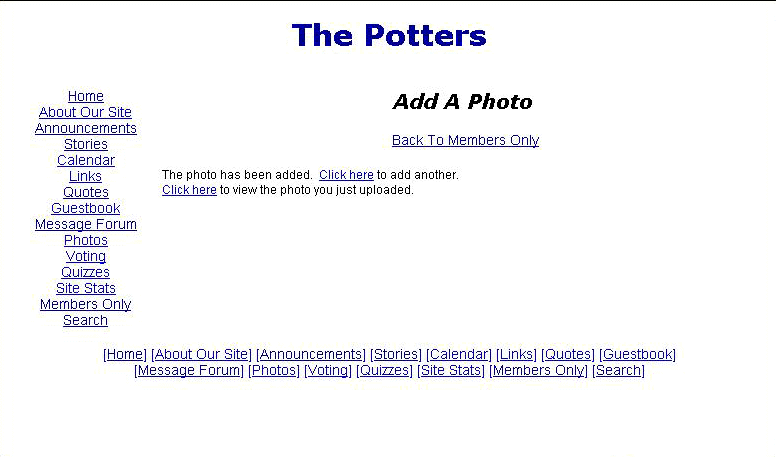 The Potters
Home
About Our Site
Announcements
Stories
Calendar
Links
Quotes
Guestbook
Message Forum
Photos
Voting
Quizzes
Site Stats
Members Only
Search
Add A Photo
Back To Members Only
The photo has been added. Click here to add another.
Click here to view the photo you just uploaded.
[Home] [About Our Site] [Announcements] [Stories] [Calendar] [Links] [Quotes] [Guestbook]
[Message Forum] [Photos] [Voting] [Quizzes] [Site Stats] [Members Only] [Search]